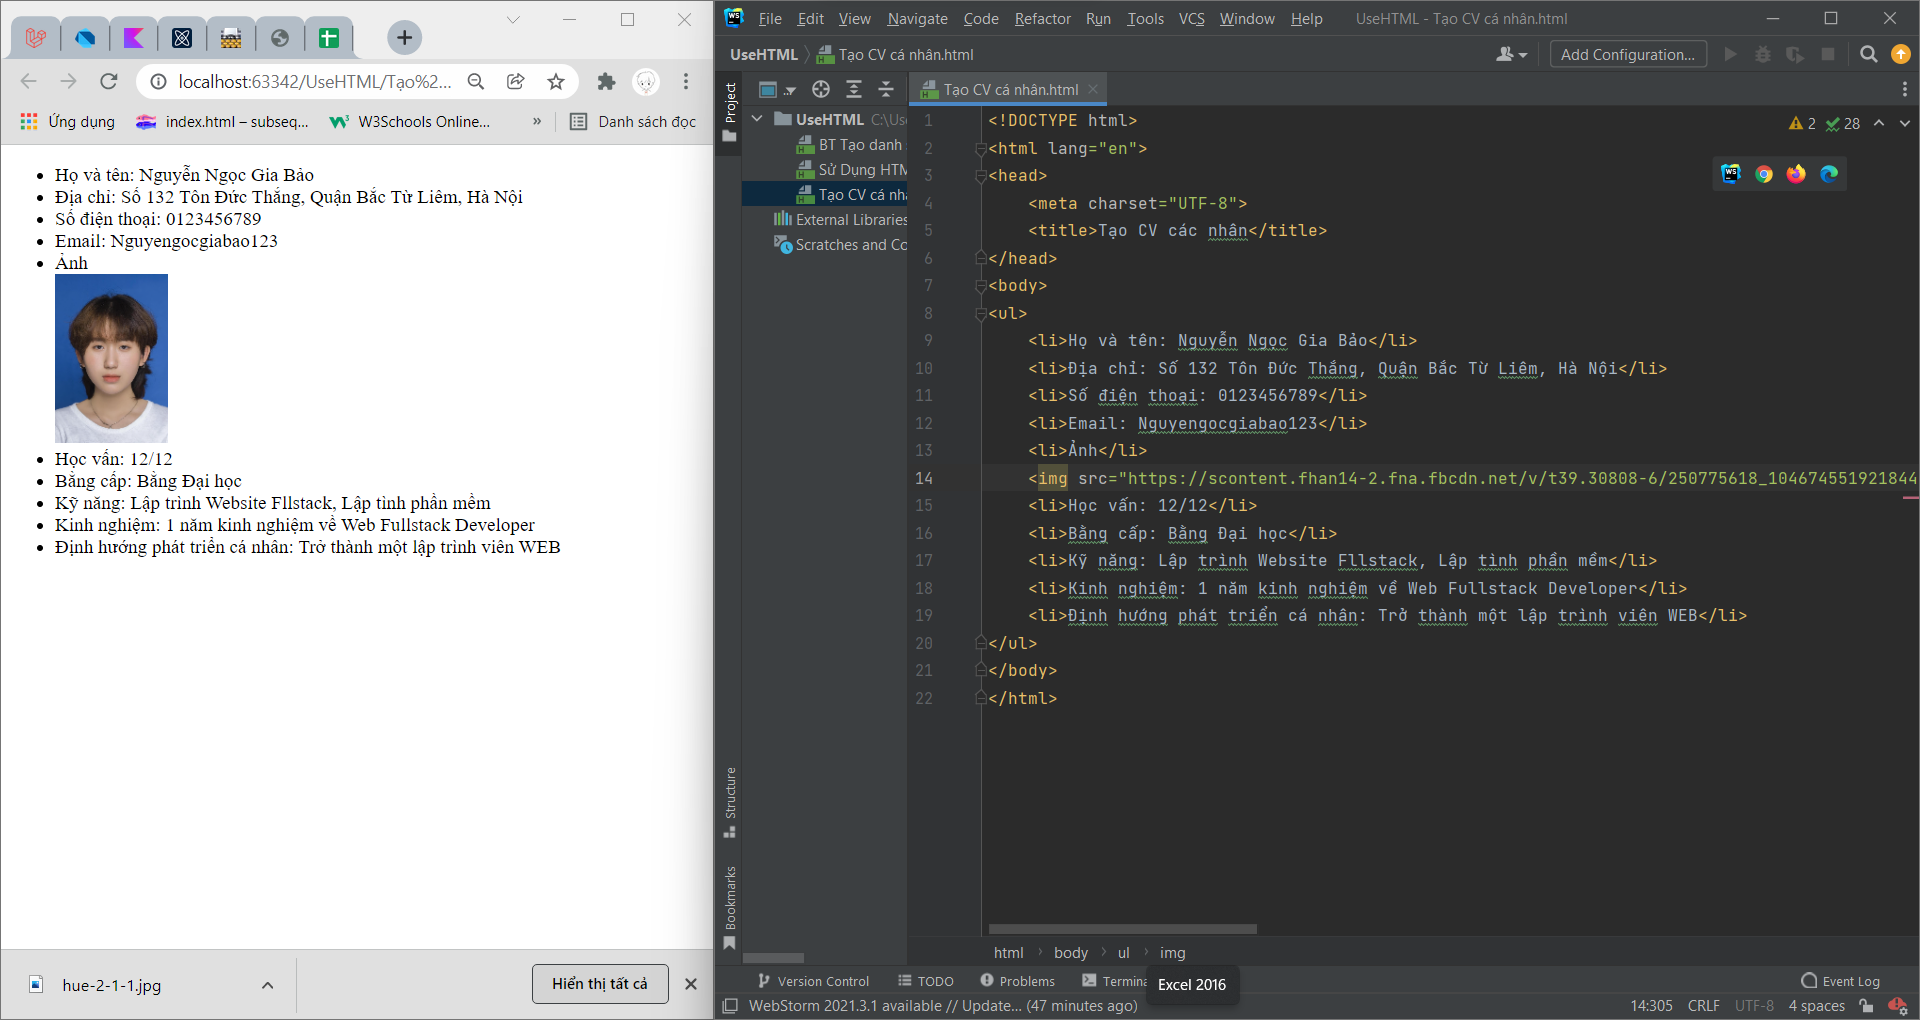 localhost:63342/UseHTML/Tạo%2...
Ứng dụng
index.html – subseq...
W3Schools Online...
»
Danh sách đọc
Họ và tên: Nguyễn Ngọc Gia Bảo
Địa chỉ: Số 132 Tôn Đức Thắng, Quận Bắc Từ Liêm, Hà Nội
Số điện thoại: 0123456789
Email: Nguyengocgiabao123
Ảnh
Học vấn: 12/12
Bằng cấp: Bằng Đại học
Kỹ năng: Lập trình Website Fllstack, Lập tình phần mềm
Kinh nghiệm: 1 năm kinh nghiệm về Web Fullstack Developer
Định hướng phát triển cá nhân: Trở thành một lập trình viên WEB
hue-2-1-1.jpg
Hiển thị tất cả
WS File Edit View Navigate Code Refactor Run Tools VCS Window Help UseHTML - Tạo CV cá nhân.html
UseHTML Tạo CV cá nhân.html Add Configuration...
Project
Tạo CV cá nhân.html
UseHTML C:\Use
BT Tạo danh
Sử Dụng HTM
Tạo CV cá nhâ
External Libraries
Scratches and Co
Structure
Bookmarks
2 28
1 <!DOCTYPE html>
2 <html lang="en">
3 <head>
4 <meta charset="UTF-8">
5 <title>Tạo CV các nhân</title>
6 </head>
7 <body>
8 <ul>
9 <li>Họ và tên: Nguyễn Ngọc Gia Bảo</li>
10 <li>Địa chỉ: Số 132 Tôn Đức Thắng, Quận Bắc Từ Liêm, Hà Nội</li>
11 <li>Số điện thoại: 0123456789</li>
12 <li>Email: Nguyengocgiabao123</li>
13 <li>Ảnh</li>
14 <img src="https://scontent.fhan14-2.fna.fbcdn.net/v/t39.30808-6/250775618_104674551921844
15 <li>Học vấn: 12/12</li>
16 <li>Bằng cấp: Bằng Đại học</li>
17 <li>Kỹ năng: Lập trình Website Fllstack, Lập tình phần mềm</li>
18 <li>Kinh nghiệm: 1 năm kinh nghiệm về Web Fullstack Developer</li>
19 <li>Định hướng phát triển cá nhân: Trở thành một lập trình viên WEB</li>
20 </ul>
21 </body>
22 </html>
html body ul img
Version Control TODO Problems Termina Event Log
Excel 2016
WebStorm 2021.3.1 available // Update... (47 minutes ago) 14:305 CRLF UTF-8 4 spaces